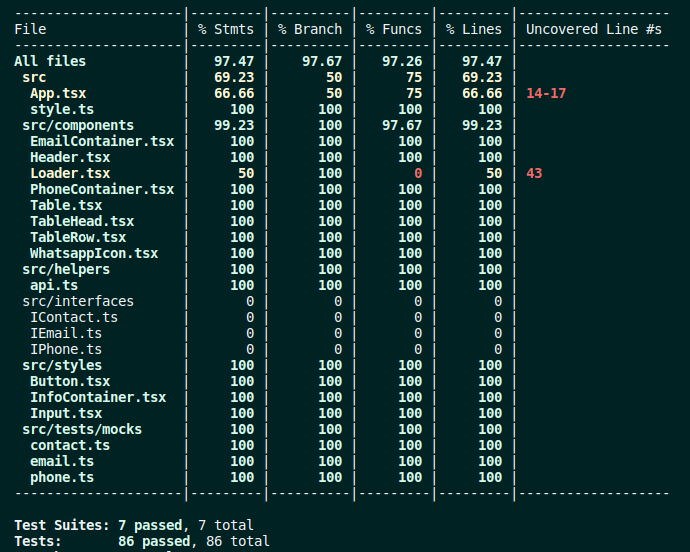 ---------------------|---------|----------|---------|---------|-------------------
File                 | % Stmts | % Branch | % Funcs | % Lines | Uncovered Line #s
---------------------|---------|----------|---------|---------|-------------------
All files            |   97.47 |    97.67 |   97.26 |   97.47 |
 src                 |   69.23 |       50 |      75 |   69.23 |
  App.tsx            |   66.66 |       50 |      75 |   66.66 | 14-17
  style.ts           |     100 |      100 |     100 |     100 |
 src/components      |   99.23 |      100 |   97.67 |   99.23 |
  EmailContainer.tsx |     100 |      100 |     100 |     100 |
  Header.tsx         |     100 |      100 |     100 |     100 |
  Loader.tsx         |      50 |      100 |       0 |      50 | 43
  PhoneContainer.tsx |     100 |      100 |     100 |     100 |
  Table.tsx          |     100 |      100 |     100 |     100 |
  TableHead.tsx      |     100 |      100 |     100 |     100 |
  TableRow.tsx       |     100 |      100 |     100 |     100 |
  WhatsappIcon.tsx   |     100 |      100 |     100 |     100 |
 src/helpers         |     100 |      100 |     100 |     100 |
  api.ts             |     100 |      100 |     100 |     100 |
 src/interfaces      |       0 |        0 |       0 |       0 |
  IContact.ts        |       0 |        0 |       0 |       0 |
  IEmail.ts          |       0 |        0 |       0 |       0 |
  IPhone.ts          |       0 |        0 |       0 |       0 |
 src/styles          |     100 |      100 |     100 |     100 |
  Button.tsx         |     100 |      100 |     100 |     100 |
  InfoContainer.tsx  |     100 |      100 |     100 |     100 |
  Input.tsx          |     100 |      100 |     100 |     100 |
 src/tests/mocks     |     100 |      100 |     100 |     100 |
  contact.ts         |     100 |      100 |     100 |     100 |
  email.ts           |     100 |      100 |     100 |     100 |
  phone.ts           |     100 |      100 |     100 |     100 |
---------------------|---------|----------|---------|---------|-------------------
Test Suites: 7 passed, 7 total
Tests:       86 passed, 86 total